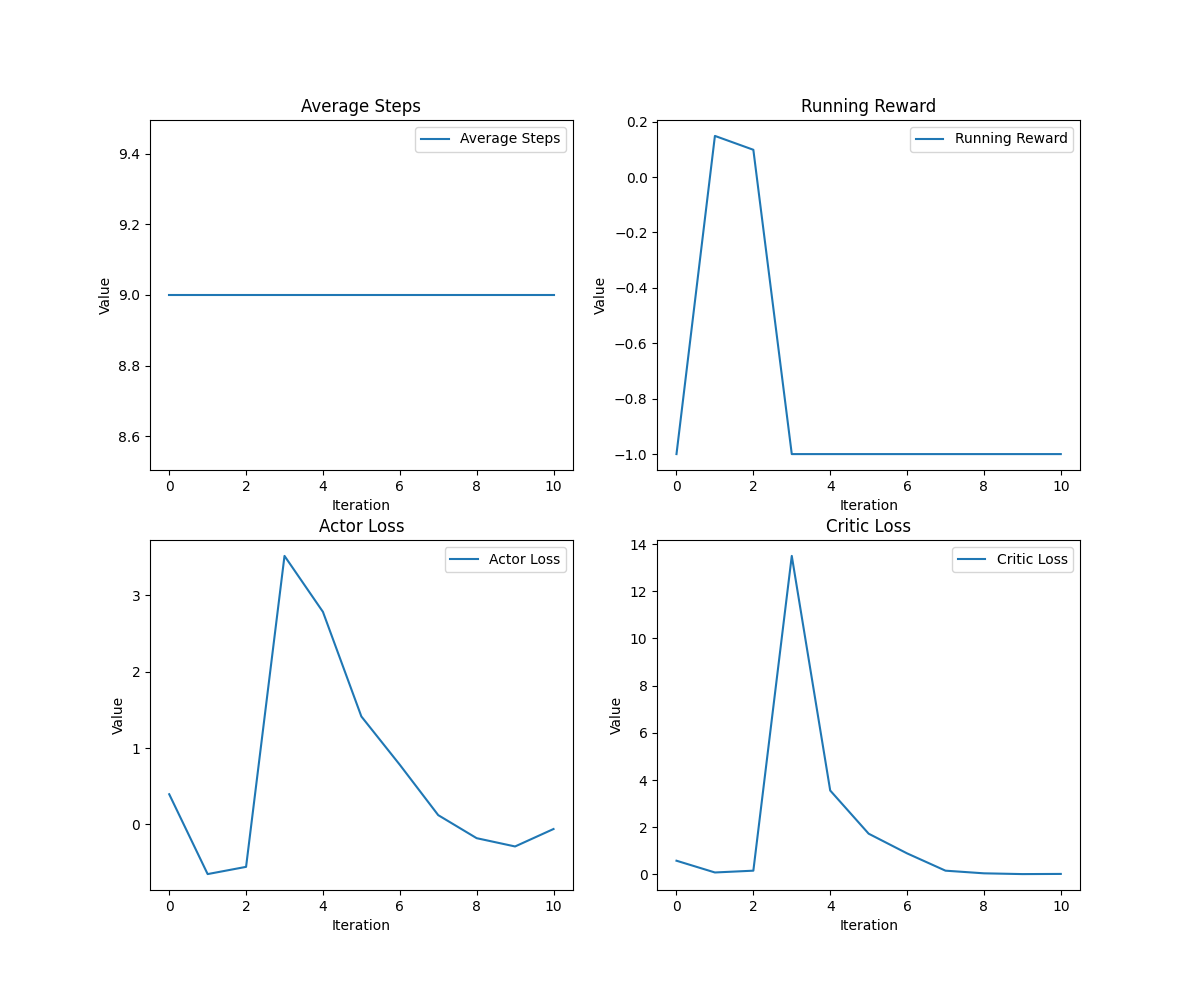 Average Steps
Average Steps
9.4
9.2
9.0
8.8
8.6
Value
0 2 4 6 8 10
Iteration
Running Reward
Running Reward
0.2
0.0
−0.2
−0.4
−0.6
−0.8
−1.0
Value
0 2 4 6 8 10
Iteration
Actor Loss
Actor Loss
3
2
1
0
Value
0 2 4 6 8 10
Iteration
Critic Loss
Critic Loss
14
12
10
8
6
4
2
0
Value
0 2 4 6 8 10
Iteration